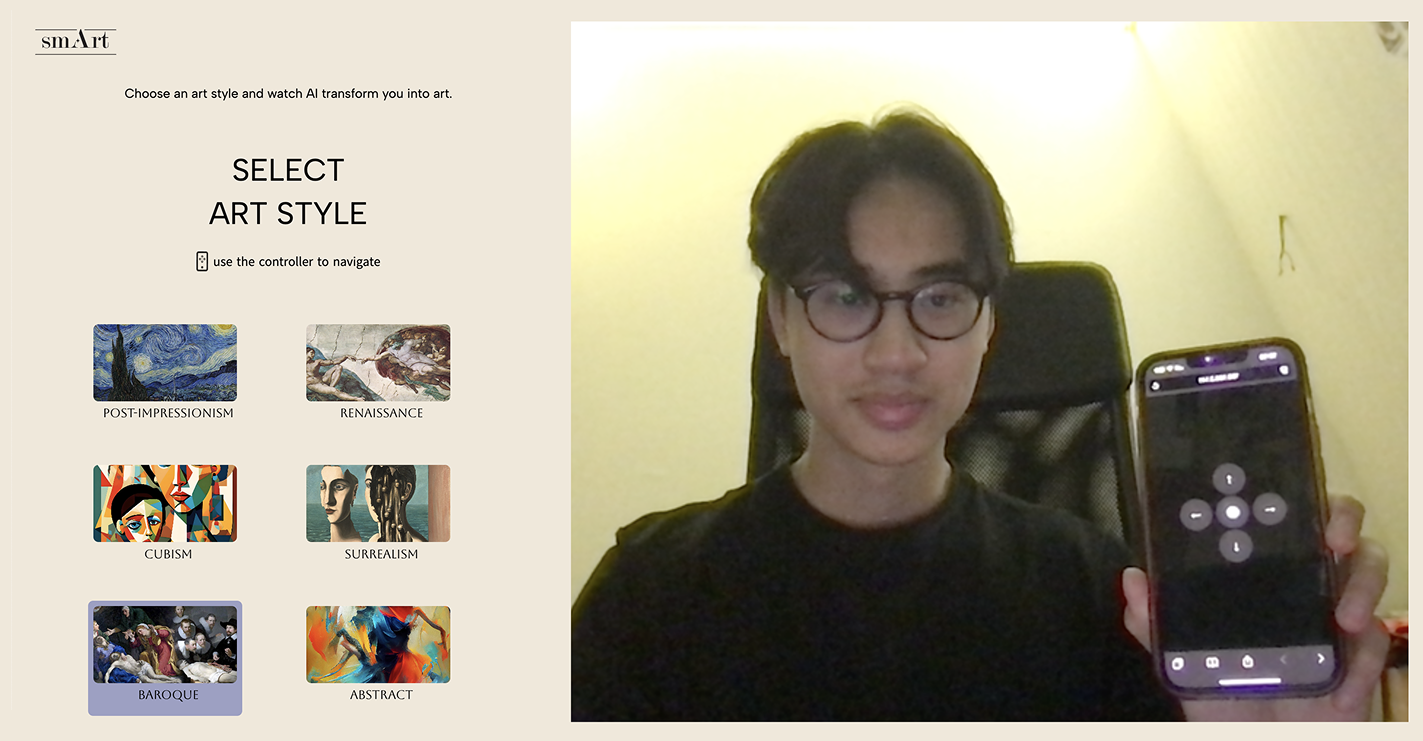 smArt
Choose an art style and watch AI transform you into art.
SELECT
ART STYLE
use the controller to navigate
POST-IMPRESSIONISM
RENAISSANCE
CUBISM
SURREALISM
BAROQUE
ABSTRACT